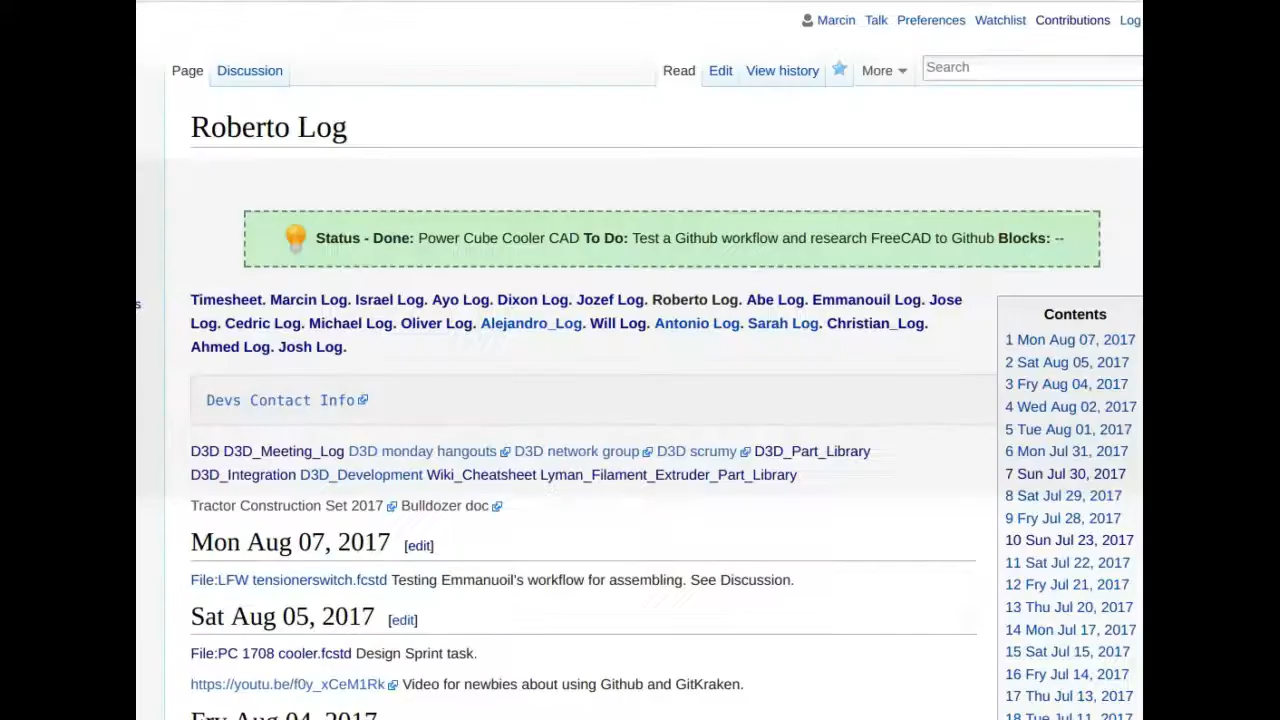 Marcin Talk Preferences Watchlist Contributions Log
Page Discussion Read Edit View history More Search
Roberto Log
Status - Done: Power Cube Cooler CAD To Do: Test a Github workflow and research FreeCAD to Github Blocks: --
Timesheet. Marcin Log. Israel Log. Ayo Log. Dixon Log. Jozef Log. Roberto Log. Abe Log. Emmanouil Log. Jose
Log. Cedric Log. Michael Log. Oliver Log. Alejandro_Log. Will Log. Antonio Log. Sarah Log. Christian_Log.
Ahmed Log. Josh Log.
Devs Contact Info
D3D D3D_Meeting_Log D3D monday hangouts D3D network group D3D scrumy D3D_Part_Library
D3D_Integration D3D_Development Wiki_Cheatsheet Lyman_Filament_Extruder_Part_Library
Tractor Construction Set 2017 Bulldozer doc
Mon Aug 07, 2017 [edit]
File:LFW tensionerswitch.fcstd Testing Emmanuoil's workflow for assembling. See Discussion.
Sat Aug 05, 2017 [edit]
File:PC 1708 cooler.fcstd Design Sprint task.
https://youtu.be/f0y_xCeM1Rk Video for newbies about using Github and GitKraken.
Fry Aug 04, 2017
Contents
1 Mon Aug 07, 2017
2 Sat Aug 05, 2017
3 Fry Aug 04, 2017
4 Wed Aug 02, 2017
5 Tue Aug 01, 2017
6 Mon Jul 31, 2017
7 Sun Jul 30, 2017
8 Sat Jul 29, 2017
9 Fry Jul 28, 2017
10 Sun Jul 23, 2017
11 Sat Jul 22, 2017
12 Fry Jul 21, 2017
13 Thu Jul 20, 2017
14 Mon Jul 17, 2017
15 Sat Jul 15, 2017
16 Fry Jul 14, 2017
17 Thu Jul 13, 2017
18 Tue Jul 11, 2017